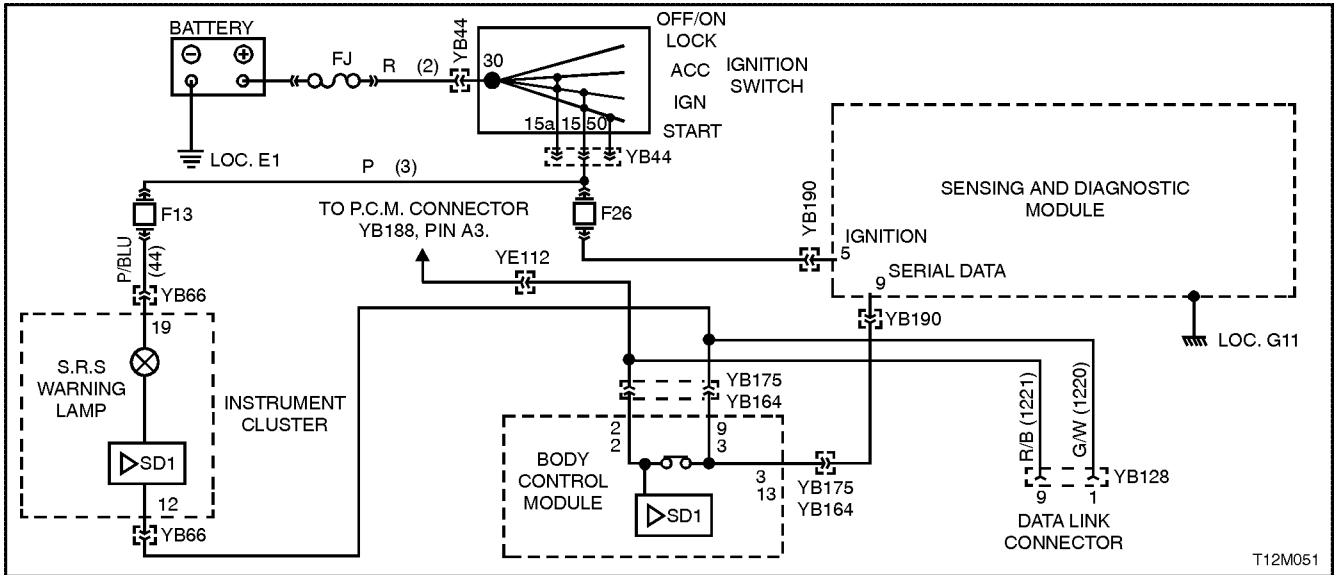 BATTERY
FJ
R (2)
YB44
30
OFF/ON
LOCK
ACC
IGN
START
IGNITION
SWITCH
15a 15 50
YB44
LOC. E1
P (3)
F13
TO P.C.M. CONNECTOR
YB188, PIN A3.
F26
YB190
SENSING AND DIAGNOSTIC
MODULE
IGNITION
5
P/BLU
(44)
YE112
9
SERIAL DATA
YB66
YB190
19
LOC. G11
S.R.S
WARNING
LAMP
INSTRUMENT
CLUSTER
YB175
YB164
R/B (1221)
G/W (1220)
2
2
9
3
SD1
BODY
CONTROL
MODULE
3
13
YB175
YB164
YB128
9 1
12
SD1
YB66
DATA LINK
CONNECTOR
T12M051